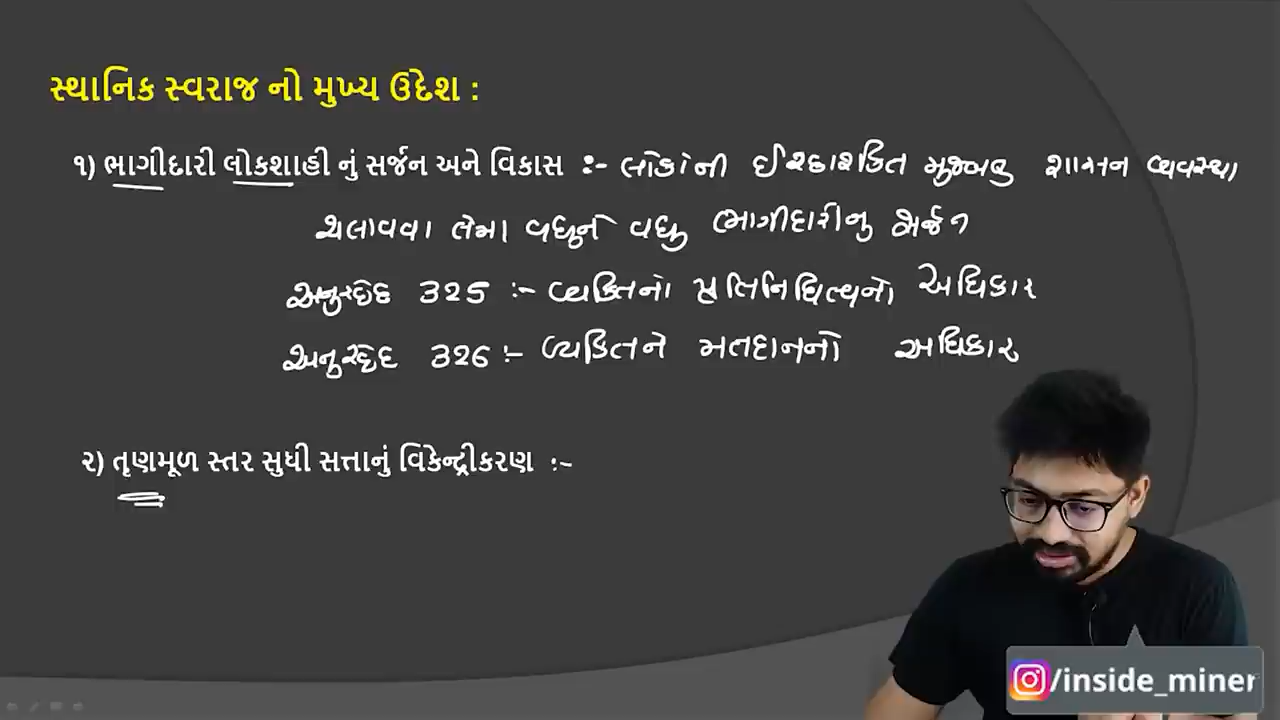 સ્થાનિક સ્વરાજ નો મુખ્ય ઉદેશ :
૧) ભાગીદારી લોકશાહી નું સર્જન અને વિકાસ :- લોકોની ઈચ્છાશક્તિ મુજબનુ શાસન વ્યવસ્થા
ચલાવવા તેમા વધુને વધુ ભાગીદારીનુ સર્જન
અનુચ્છેદ 325 :- વ્યક્તિનો પ્રતિનિધિત્વનો અધિકાર
અનુચ્છેદ 326 :- વ્યક્તિને મતદાનનો અધિકાર
૨) તૃણમૂળ સ્તર સુધી સત્તાનું વિકેન્દ્રીકરણ :-
/inside_miner